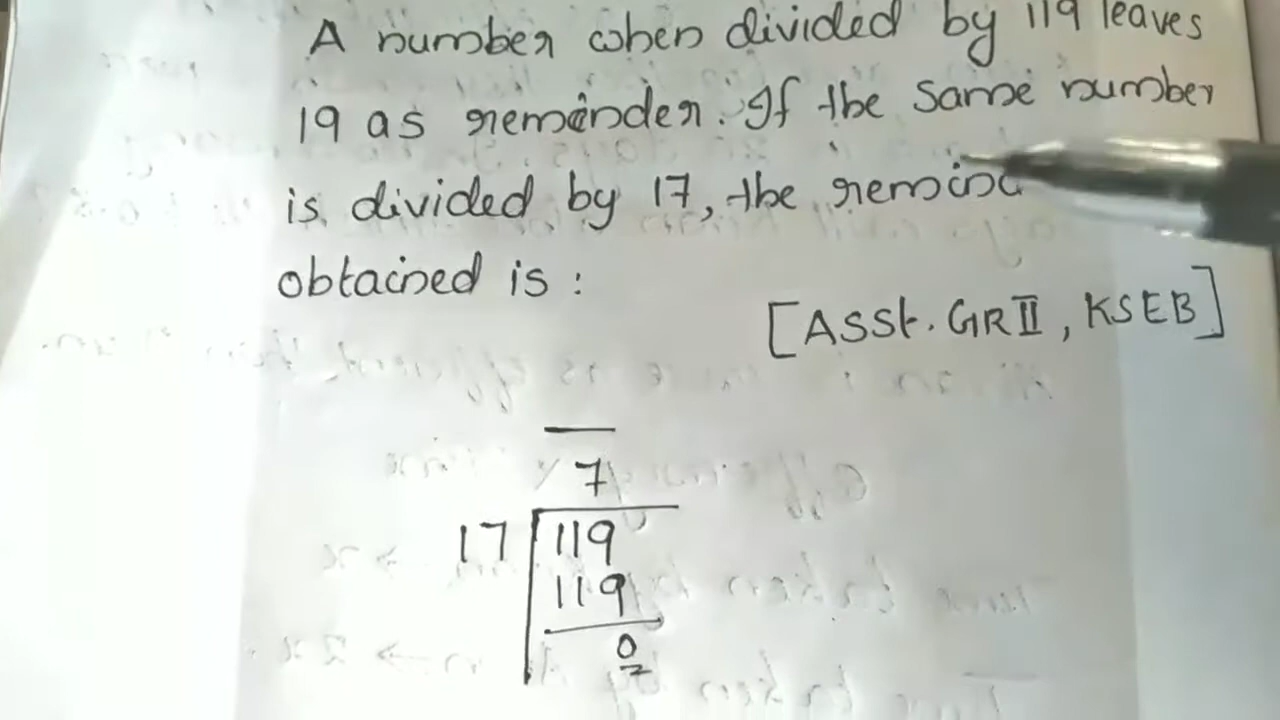 A number when divided by 119 leaves
19 as reminder. If the same number
is divided by 17, the
obtained is :
[ASSt. GR II, KSEB]
7
17 119
119
0